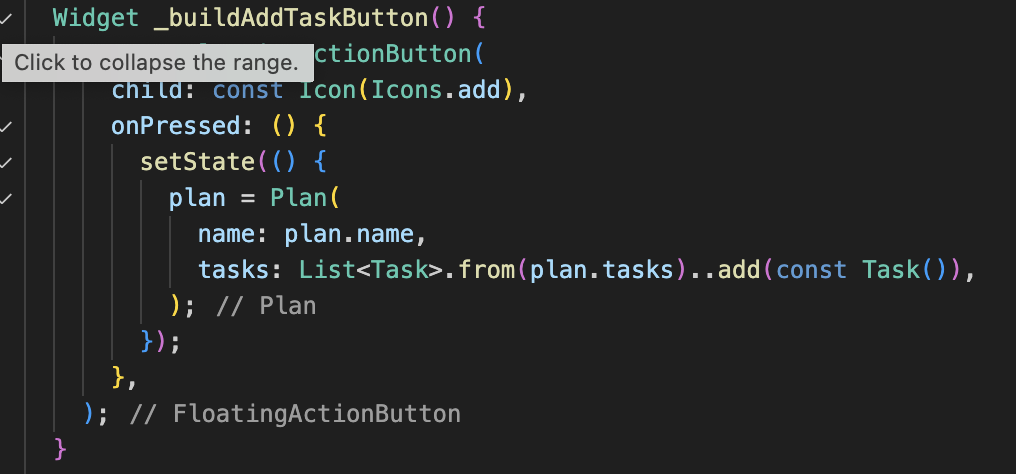 Widget _buildAddTaskButton() {
ctionButton(
Click to collapse the range.
child: const Icon(Icons.add),
onPressed: () {
setState(() {
plan = Plan(
name: plan.name,
tasks: List<Task>.from(plan.tasks)..add(const Task()),
); // Plan
});
},
); // FloatingActionButton
}